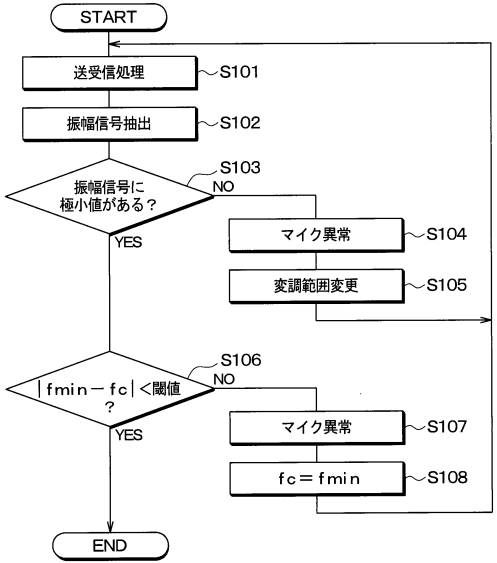 START
送受信処理
S101
振幅信号抽出
S102
振幅信号に
極小値がある？
S103
NO
YES
マイク異常
S104
変調範囲変更
S105
|fmin－fc|＜閾値
？
S106
NO
YES
マイク異常
S107
fc＝fmin
S108
END